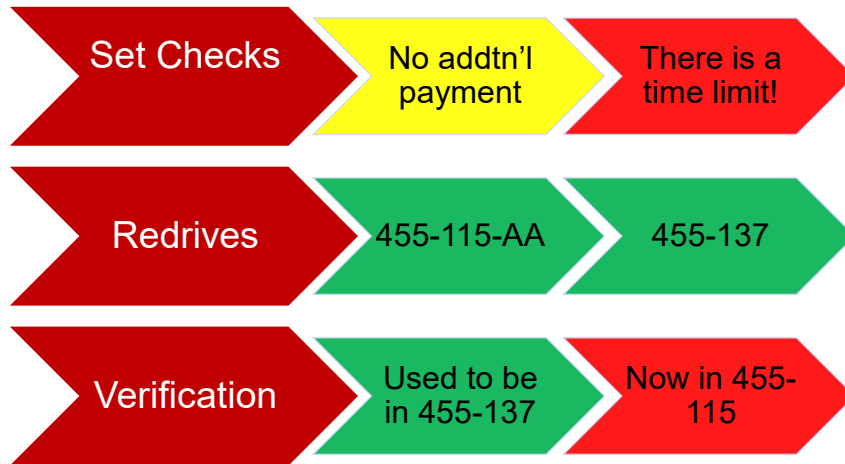 Set Checks
No addtn’l
payment
There is a
time limit!
Redrives
455-115-AA
455-137
Verification
Used to be
in 455-137
Now in 455-
115